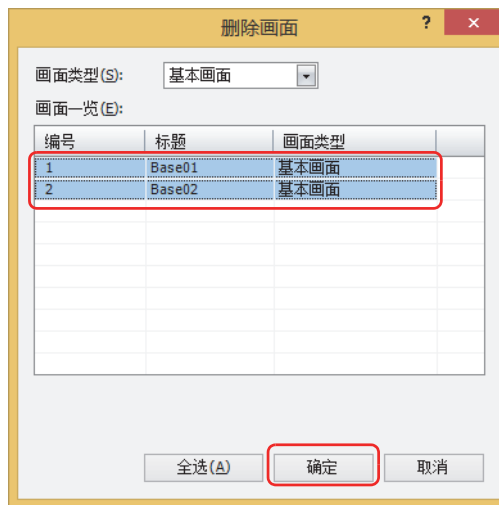 删除画面 ? ×
画面类型(S): 基本画面
画面一览(E):
编号 标题 画面类型
1 Base01 基本画面
2 Base02 基本画面
全选(A) 确定 取消